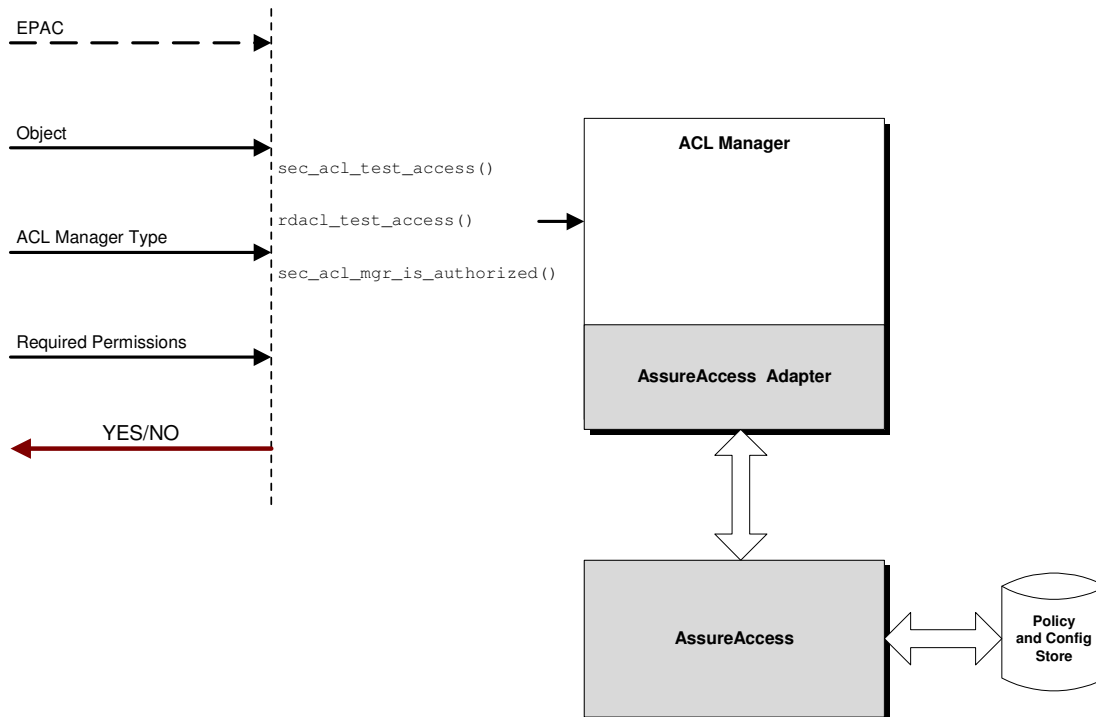 EPAC
Object
ACL Manager
sec_acl_test_access()
rdacl_test_access()
ACL Manager Type
sec_acl_mgr_is_authorized()
Required Permissions
AssureAccess Adapter
YES/NO
Policy
and Config
AssureAccess
Store